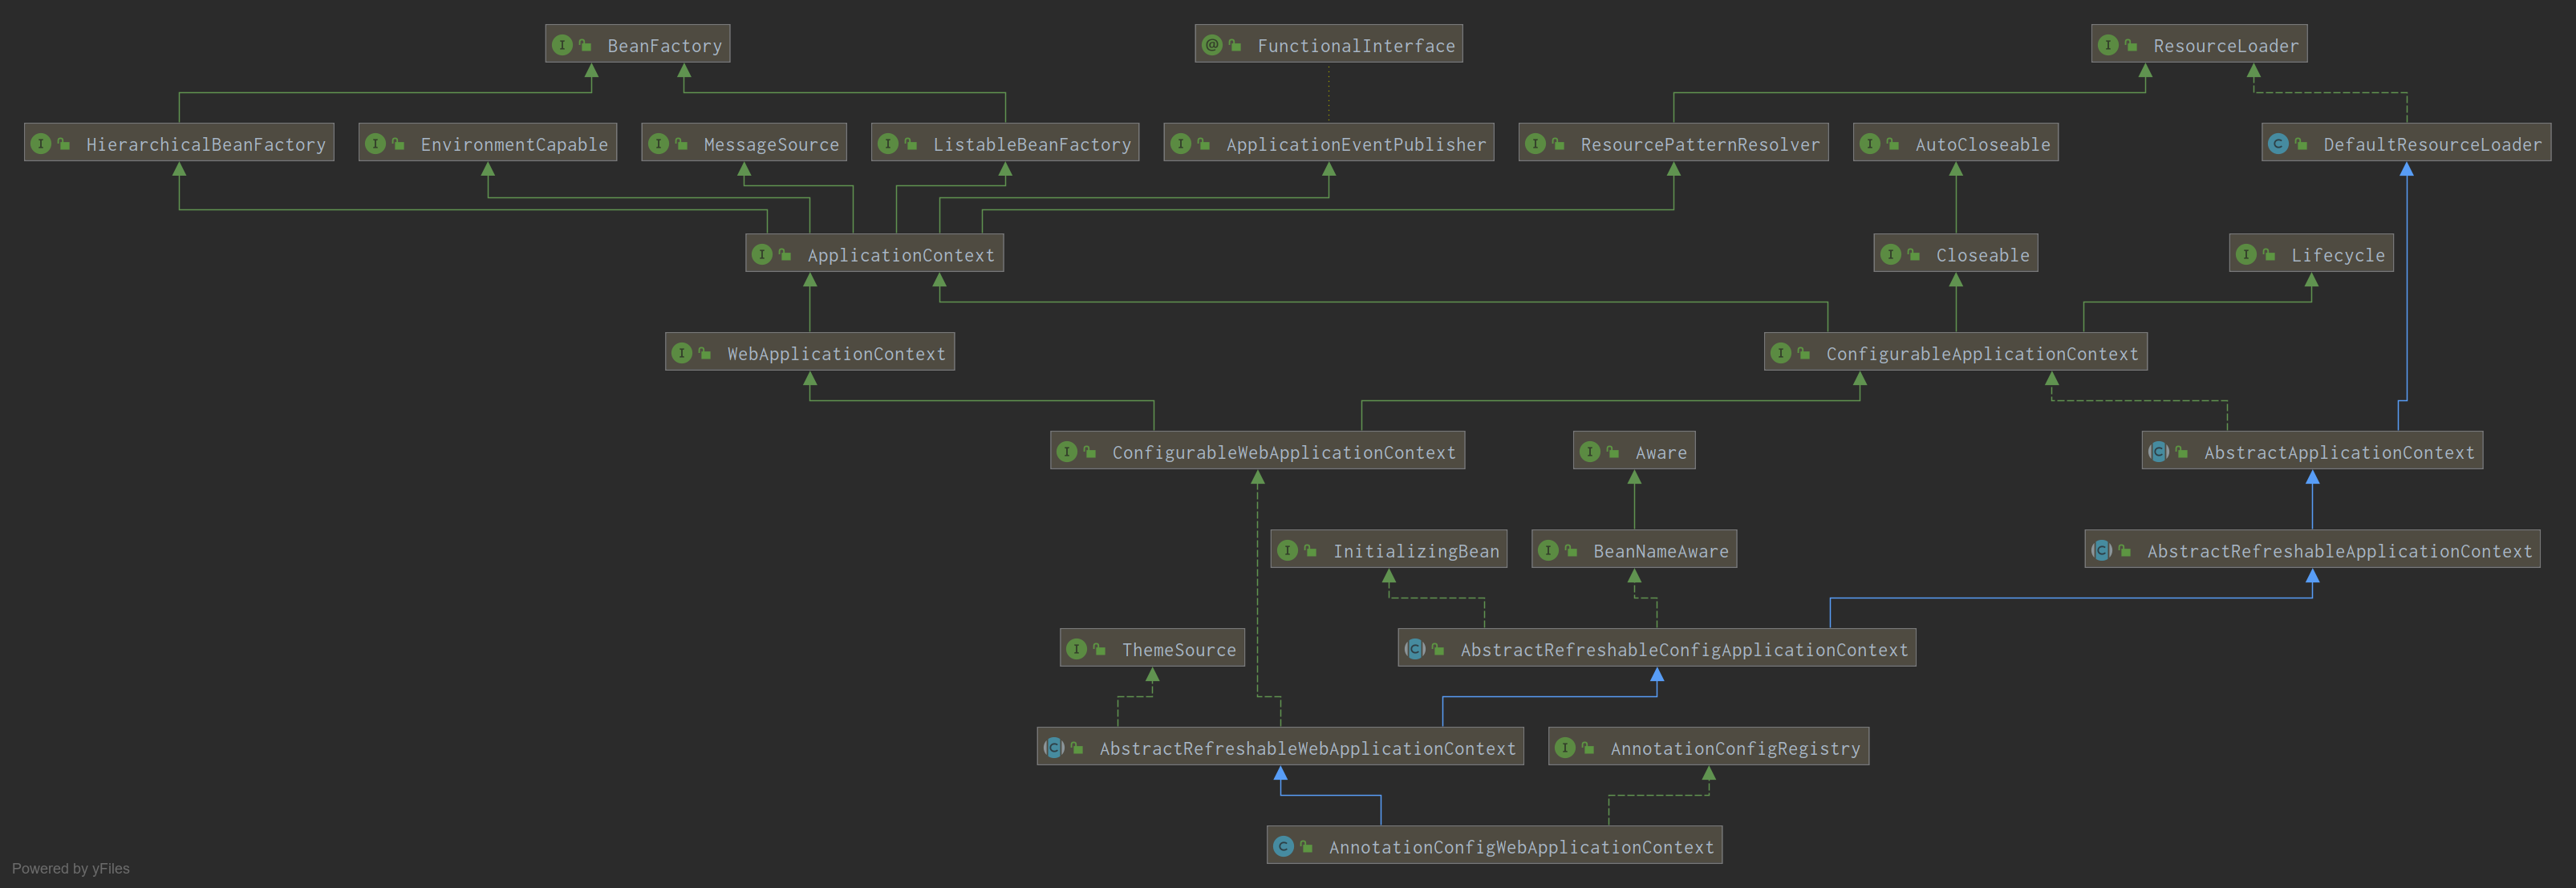 BeanFactory
FunctionalInterface
ResourceLoader
HierarchicalBeanFactory
EnvironmentCapable
MessageSource
ListableBeanFactory
ApplicationEventPublisher
ResourcePatternResolver
AutoCloseable
DefaultResourceLoader
ApplicationContext
Closeable
Lifecycle
WebApplicationContext
ConfigurableApplicationContext
ConfigurableWebApplicationContext
Aware
AbstractApplicationContext
InitializingBean
BeanNameAware
AbstractRefreshableApplicationContext
ThemeSource
AbstractRefreshableConfigApplicationContext
AbstractRefreshableWebApplicationContext
AnnotationConfigRegistry
AnnotationConfigWebApplicationContext
Powered by yFiles